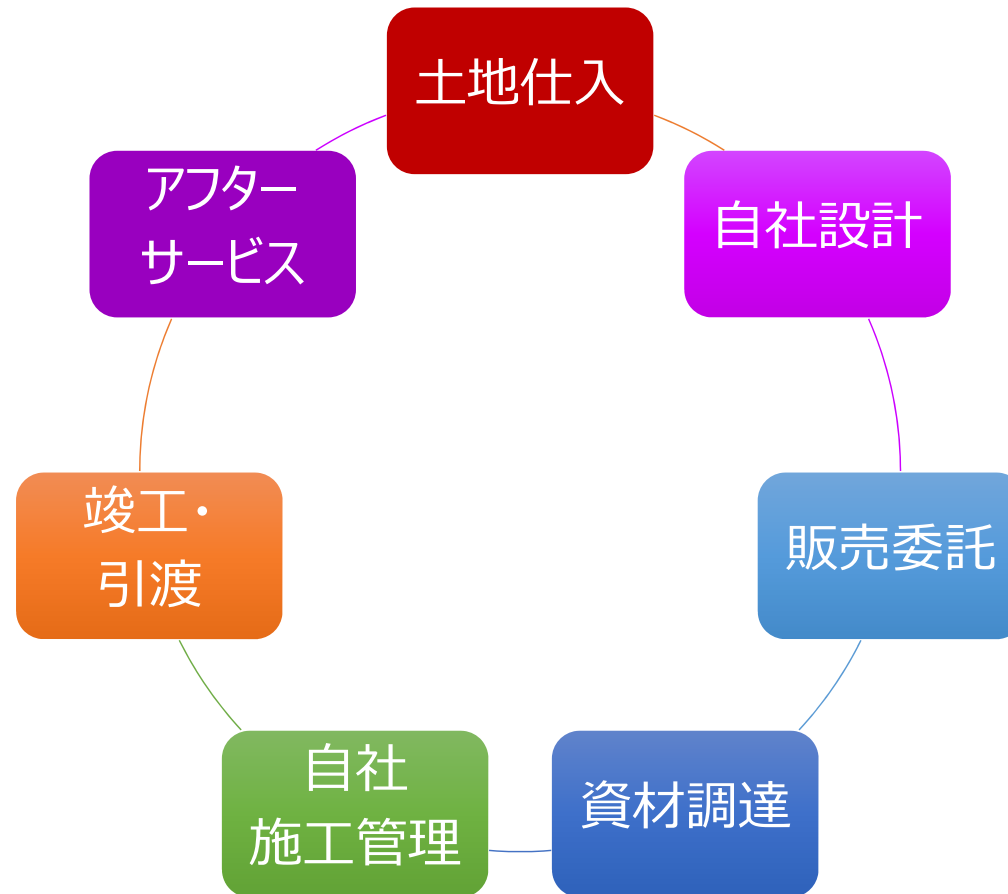 土地仕入
自社設計
販売委託
資材調達
自社
施工管理
竣工・
引渡
アフター
サービス